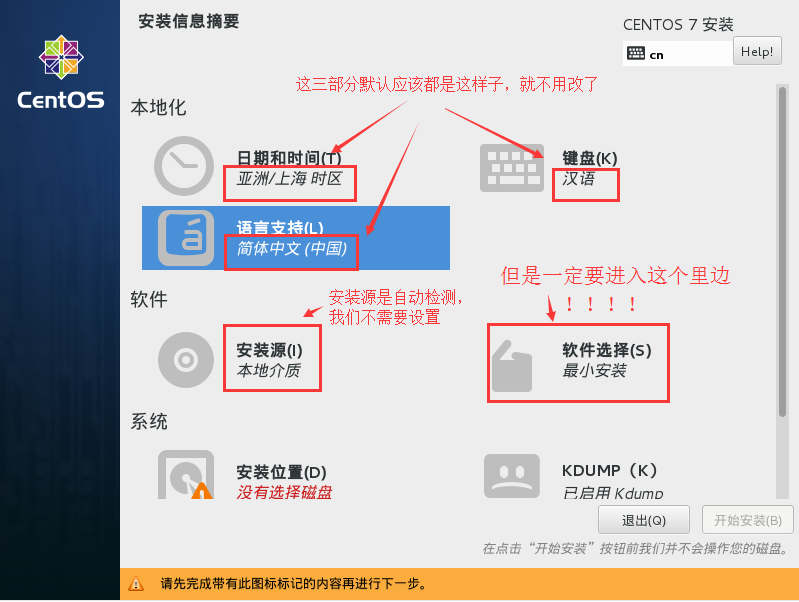 安装信息摘要
CENTOS 7 安装
cn
Help!
CentOS
这三部分默认应该都是这样子，就不用改了
本地化
日期和时间(T)
亚洲/上海 时区
键盘(K)
汉语
语言支持(L)
简体中文 (中国)
但是一定要进入这个里边
！！！！
软件
安装源是自动检测，
我们不需要设置
安装源(I)
本地介质
软件选择(S)
最小安装
系统
安装位置(D)
没有选择磁盘
KDUMP（K）
已启用 Kdump
退出(Q)
开始安装(B)
在点击“开始安装”按钮前我们并不会操作您的磁盘。
请先完成带有此图标标记的内容再进行下一步。